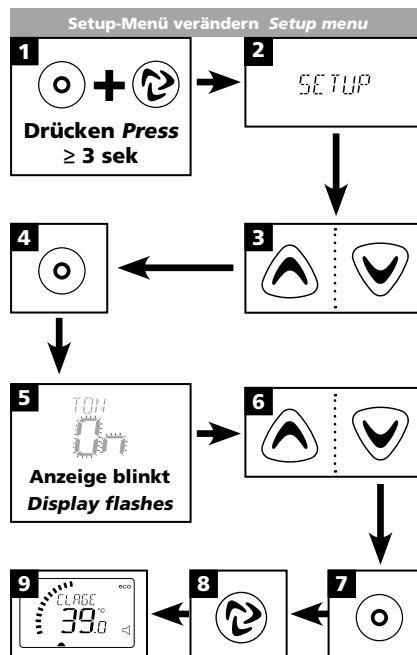 Setup-Menü verändern Setup menu
1
Drücken Press
≥ 3 sek
2
SETUP
3
4
5
TON
On
Anzeige blinkt
Display flashes
6
7
8
9
eco
CLAGE
39.0 °C